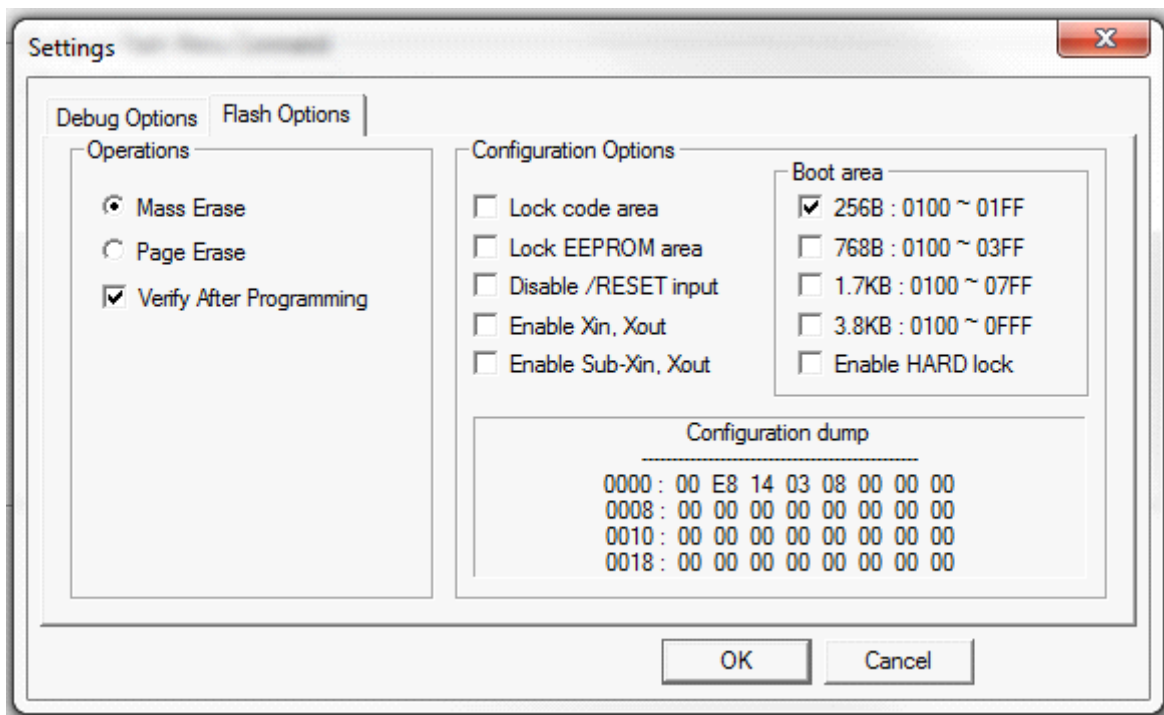 Settings
Debug Options
Flash Options
Operations
Mass Erase
Page Erase
Verify After Programming
Configuration Options
Lock code area
Lock EEPROM area
Disable /RESET input
Enable Xin, Xout
Enable Sub-Xin, Xout
Boot area
256B : 0100 ~ 01FF
768B : 0100 ~ 03FF
1.7KB : 0100 ~ 07FF
3.8KB : 0100 ~ 0FFF
Enable HARD lock
Configuration dump
----------------------------------------------
0000 : 00 E8 14 03 08 00 00 00
0008 : 00 00 00 00 00 00 00 00
0010 : 00 00 00 00 00 00 00 00
0018 : 00 00 00 00 00 00 00 00
OK
Cancel